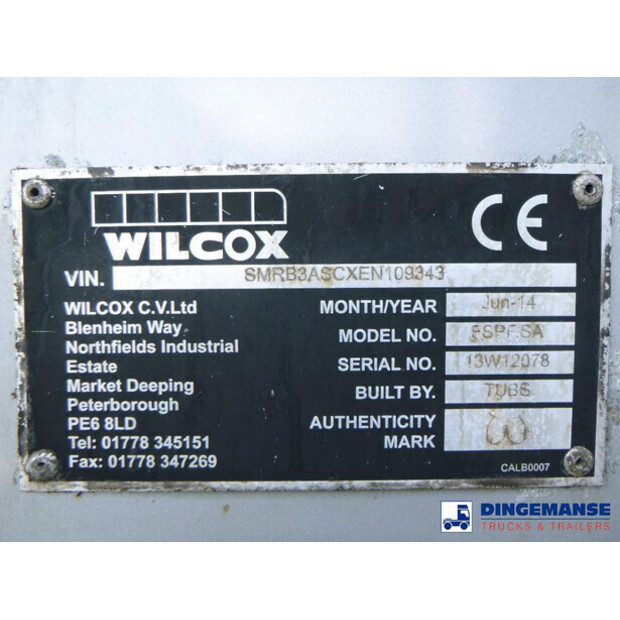 WILCOX
CE
VIN. SMRB3ASCXEN109343
WILCOX C.V.Ltd
Blenheim Way
Northfields Industrial
Estate
Market Deeping
Peterborough
PE6 8LD
Tel: 01778 345151
Fax: 01778 347269
MONTH/YEAR Jun-14
MODEL NO.
SERIAL NO. 13W12078
BUILT BY. TUBS
AUTHENTICITY
MARK
CALB0007
DINGEMANSE
TRUCKS & TRAILERS